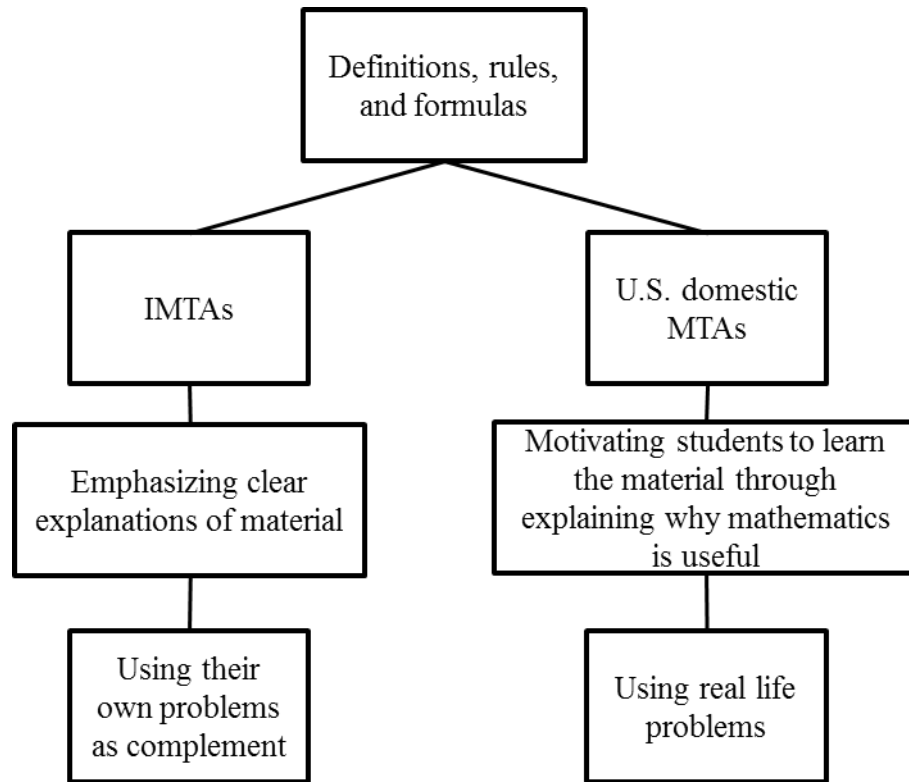 Definitions, rules,
and formulas
IMTAs
U.S. domestic
MTAs
Emphasizing clear
explanations of material
Motivating students to learn
the material through
explaining why mathematics
is useful
Using their
own problems
as complement
Using real life
problems